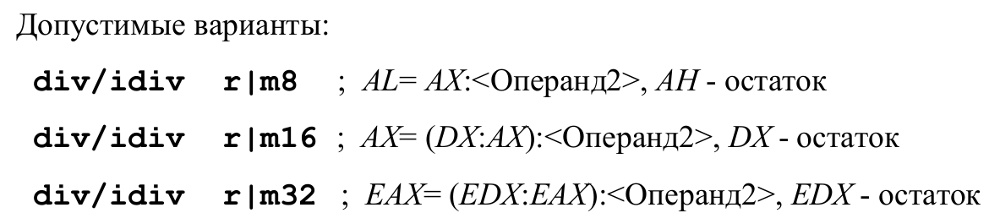 Допустимые варианты:
div/idiv r|m8 ; AL= AX:<Операнд2>, AH - остаток
div/idiv r|m16 ; AX= (DX:AX):<Операнд2>, DX - остаток
div/idiv r|m32 ; EAX= (EDX:EAX):<Операнд2>, EDX - остаток